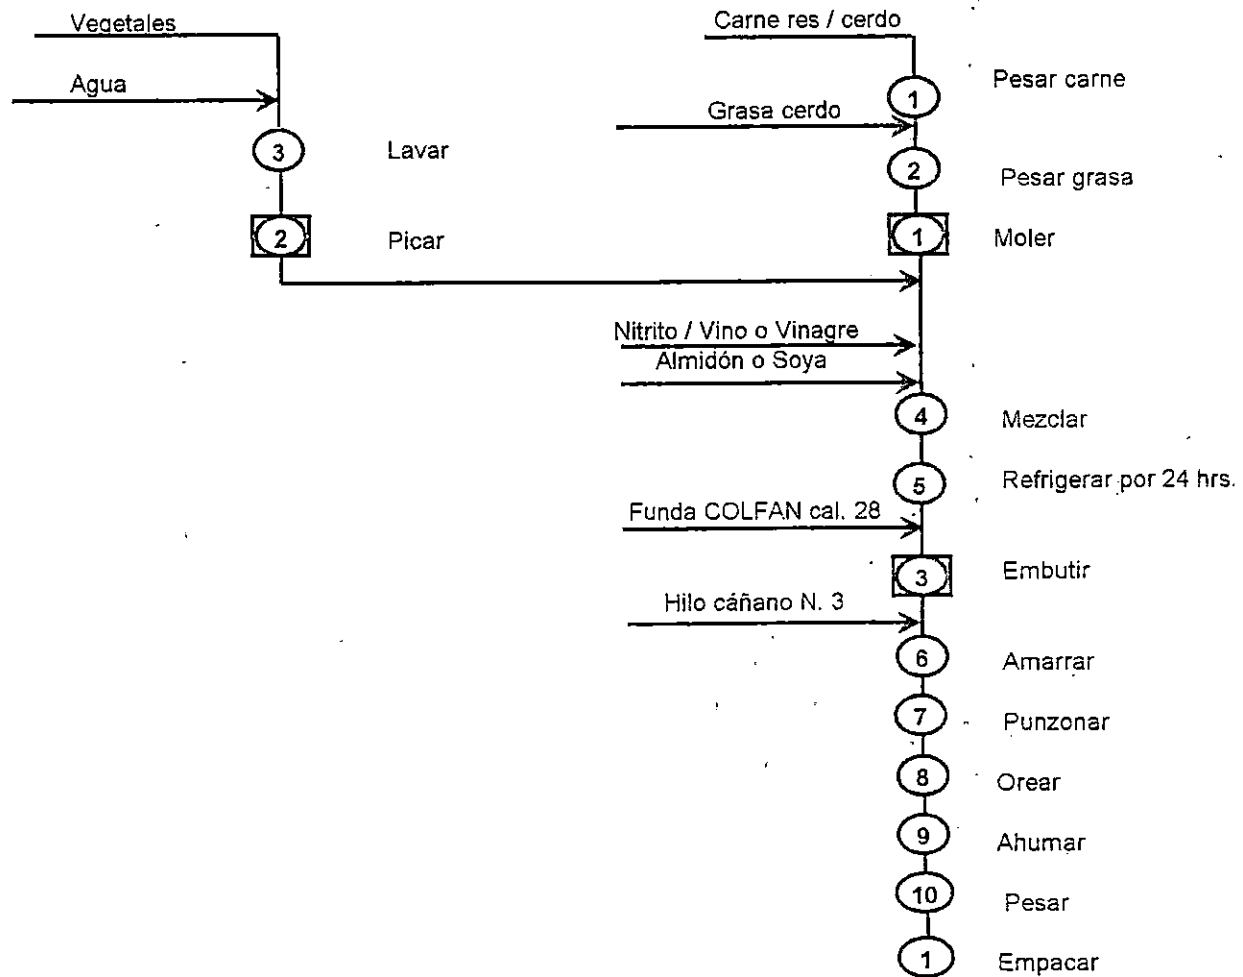 Vegetales
Agua
3 Lavar
2 Picar
Carne res / cerdo
1 Pesar carne
Grasa cerdo
2 Pesar grasa
1 Moler
Nitrito / Vino o Vinagre
Almidón o Soya
4 Mezclar
5 Refrigerar por 24 hrs.
Funda COLFAN cal. 28
3 Embutir
Hilo cáñano N. 3
6 Amarrar
7 Punzonar
8 Orear
9 Ahumar
10 Pesar
1 Empacar